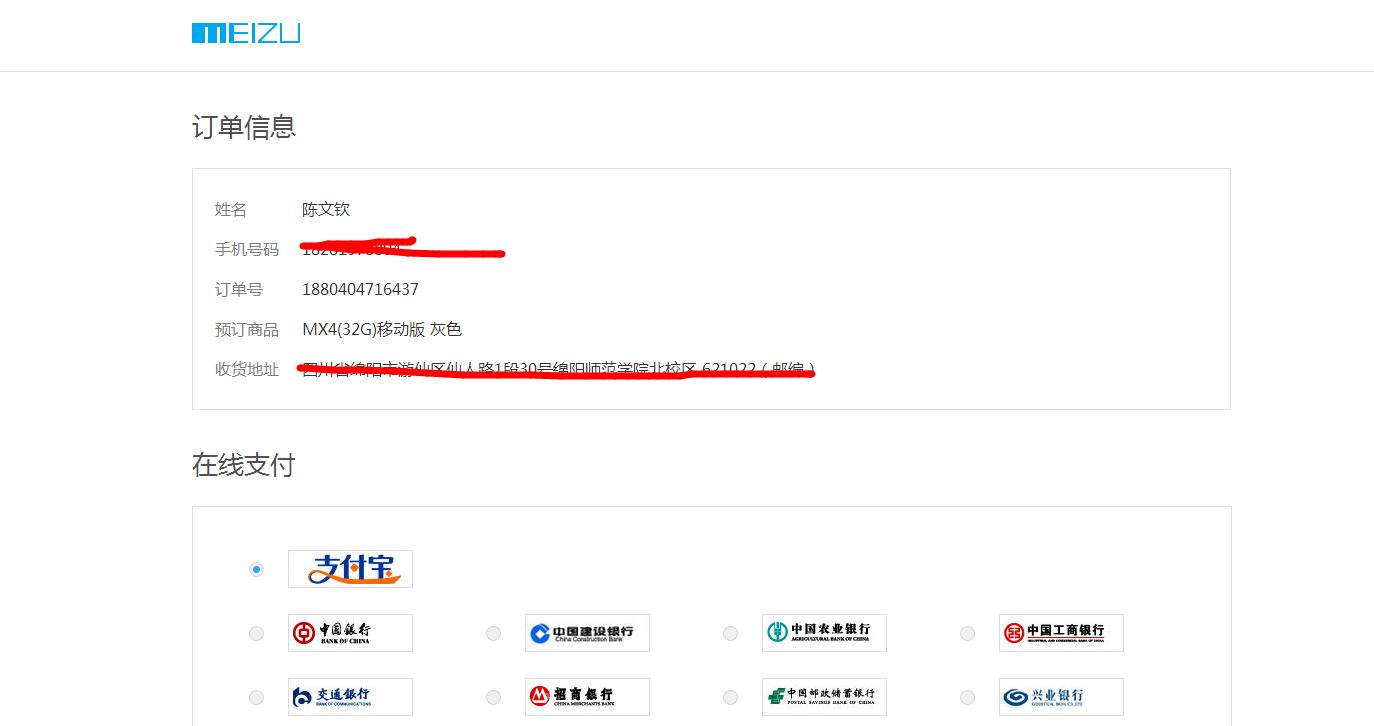 MEIZU
订单信息
姓名 陈文钦
手机号码
订单号 1880404716437
预订商品 MX4(32G)移动版 灰色
收货地址
在线支付
支付宝
中国银行 BANK OF CHINA
中国建设银行 China Construction Bank
中国农业银行 AGRICULTURAL BANK OF CHINA
中国工商银行 INDUSTRIAL AND COMMERCIAL BANK OF CHINA
交通银行 BANK OF COMMUNICATIONS
招商银行 CHINA MERCHANTS BANK
中国邮政储蓄银行 POSTAL SAVINGS BANK OF CHINA
兴业银行 INDUSTRIAL BANK CO.,LTD